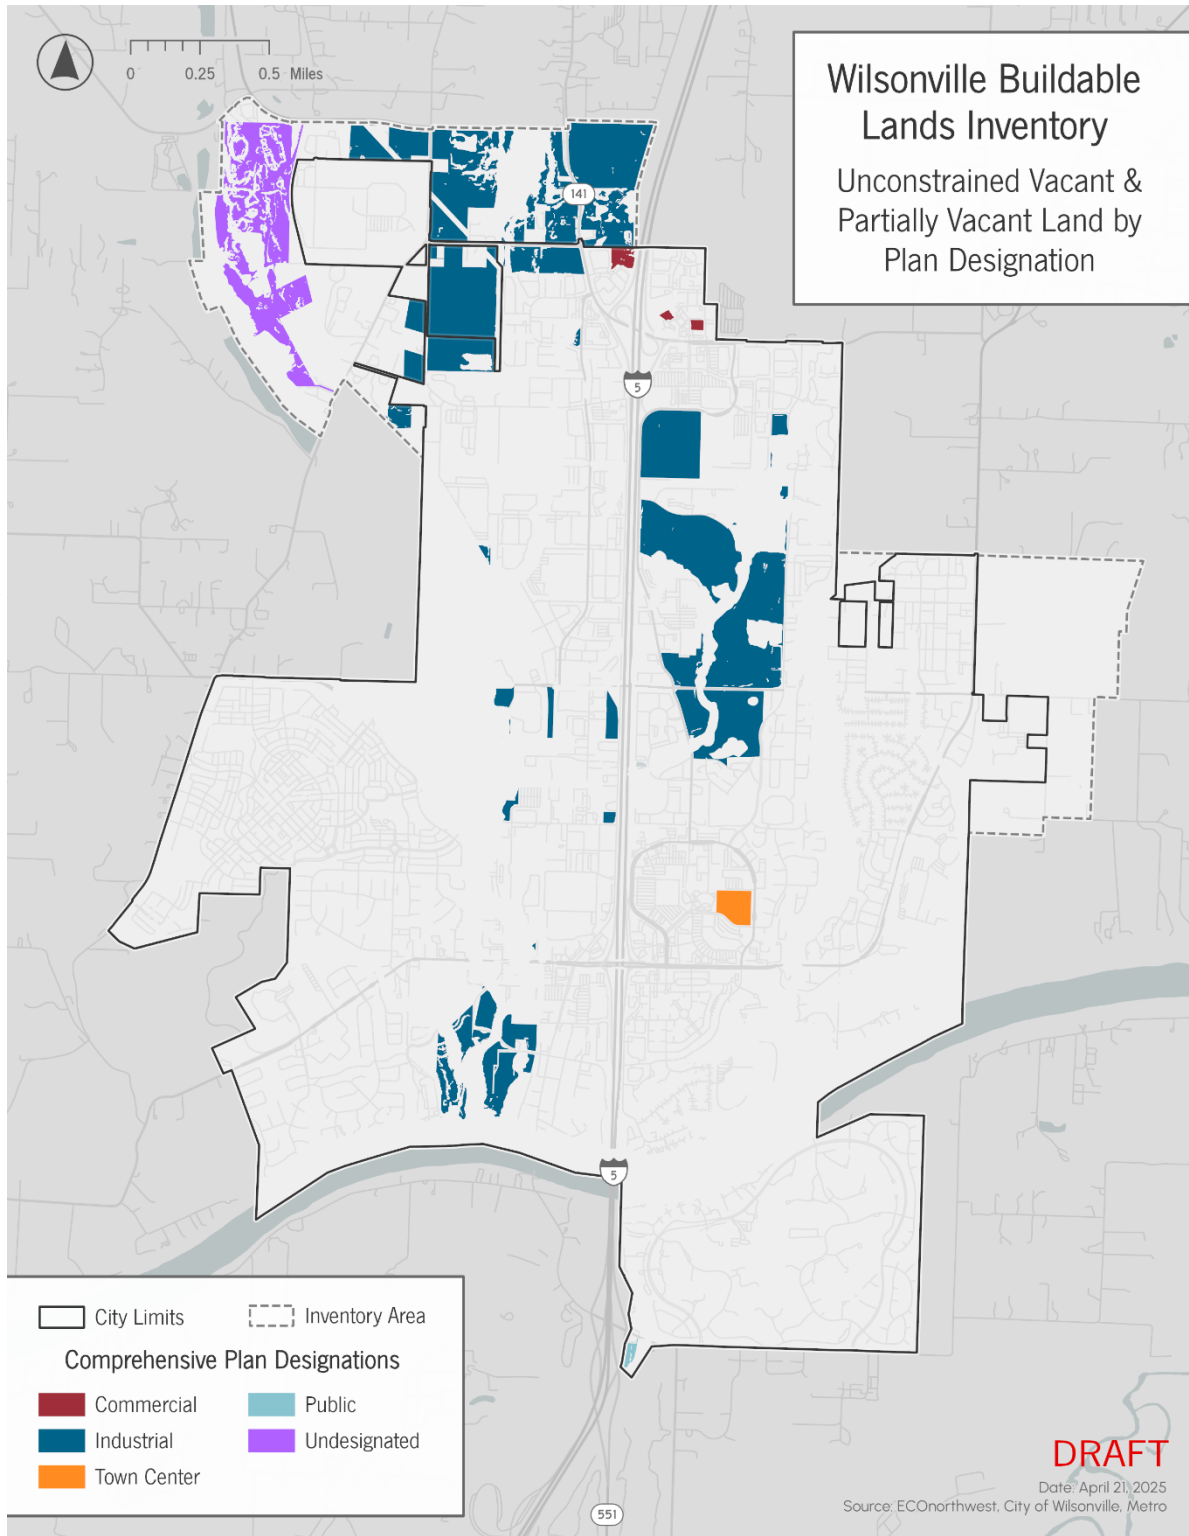 0 0.25 0.5 Miles
Wilsonville Buildable
Lands Inventory
Unconstrained Vacant &
Partially Vacant Land by
Plan Designation
141
5
5
City Limits
Inventory Area
Comprehensive Plan Designations
Commercial
Public
Industrial
Undesignated
Town Center
DRAFT
Date: April 21, 2025
Source: ECOnorthwest, City of Wilsonville, Metro
551